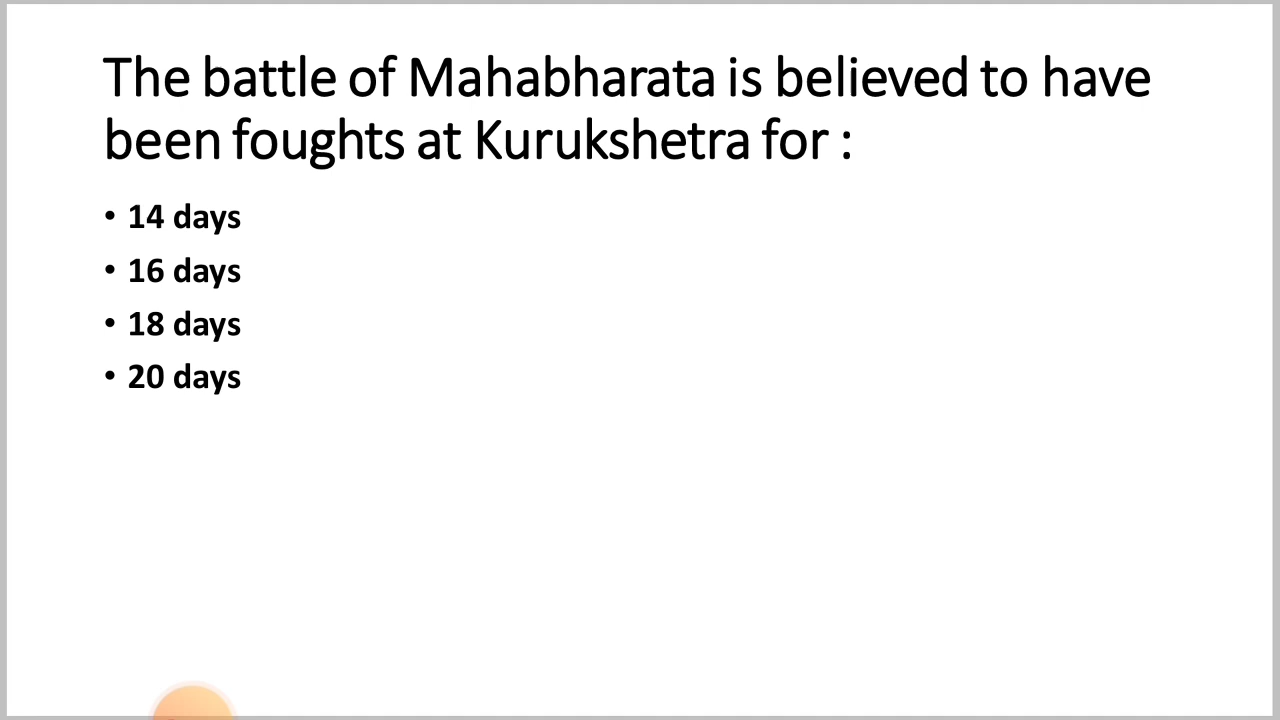 The battle of Mahabharata is believed to have
been foughts at Kurukshetra for :
• 14 days
• 16 days
• 18 days
• 20 days